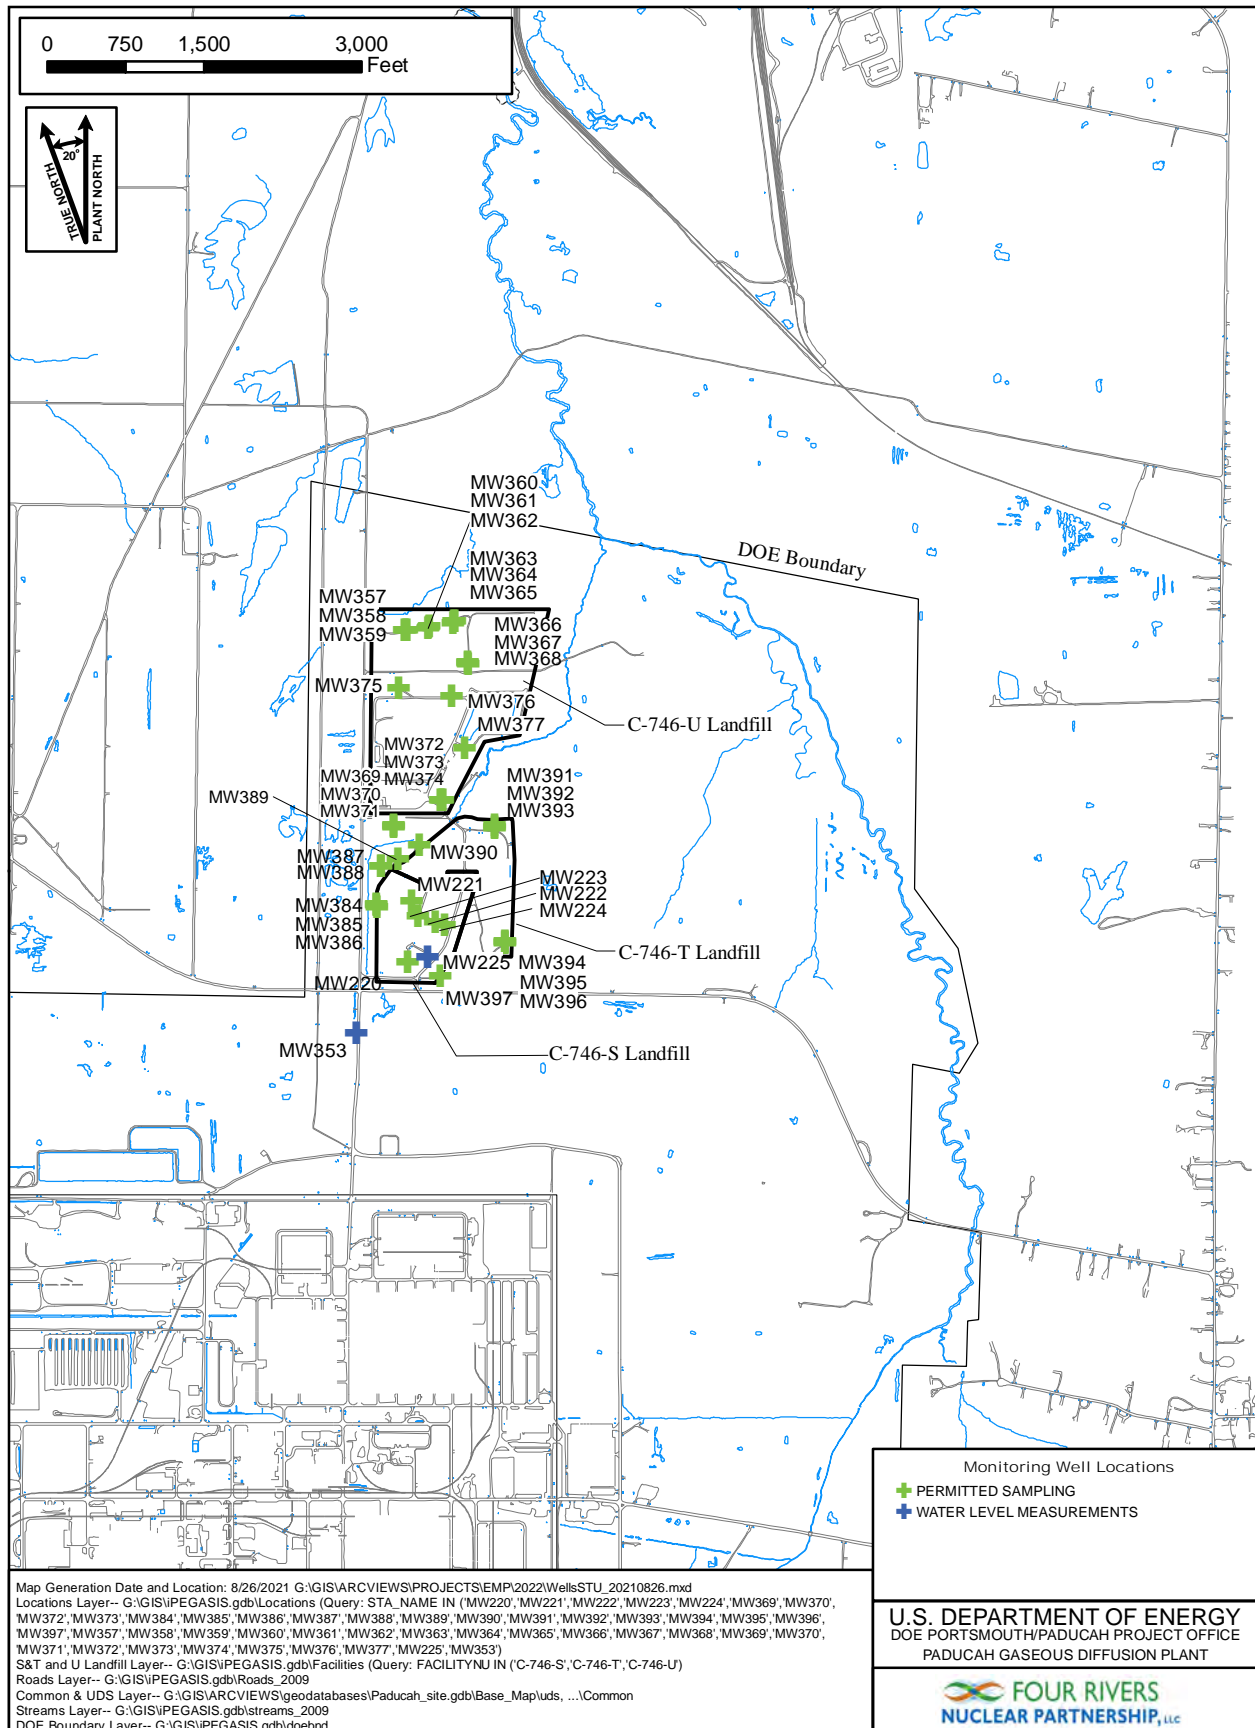 0 750 1,500 3,000
Feet
20°
TRUE NORTH
PLANT NORTH
MW360
MW361
MW362
DOE Boundary
MW363
MW364
MW365
MW357
MW358
MW359
MW366
MW367
MW368
MW375
MW376
MW377
C-746-U Landfill
MW372
MW373
MW374
MW369
MW370
MW371
MW391
MW392
MW393
MW389
MW390
MW387
MW388
MW221
MW223
MW222
MW224
MW384
MW385
MW386
C-746-T Landfill
MW225
MW394
MW395
MW396
MW220
MW397
MW353
C-746-S Landfill
Monitoring Well Locations
PERMITTED SAMPLING
WATER LEVEL MEASUREMENTS
Map Generation Date and Location: 8/26/2021 G:\GIS\ARCVIEWS\PROJECTS\EMP\2022\WellsSTU_20210826.mxd
Locations Layer-- G:\GIS\iPEGASIS.gdb\Locations (Query: STA_NAME IN ('MW220','MW221','MW222','MW223','MW224','MW369','MW370',
'MW372','MW373','MW384','MW385','MW386','MW387','MW388','MW389','MW390','MW391','MW392','MW393','MW394','MW395','MW396',
'MW397','MW357','MW358','MW359','MW360','MW361','MW362','MW363','MW364','MW365','MW366','MW367','MW368','MW369','MW370',
'MW371','MW372','MW373','MW374','MW375','MW376','MW377','MW225','MW353')
S&T and U Landfill Layer-- G:\GIS\iPEGASIS.gdb\Facilities (Query: FACILITYNU IN ('C-746-S','C-746-T','C-746-U')
Roads Layer-- G:\GIS\iPEGASIS.gdb\Roads_2009
Common & UDS Layer-- G:\GIS\ARCVIEWS\geodatabases\Paducah_site.gdb\Base_Map\uds, ...\Common
Streams Layer-- G:\GIS\iPEGASIS.gdb\streams_2009
DOE Boundary Layer-- G:\GIS\iPEGASIS.gdb\doebnd
U.S. DEPARTMENT OF ENERGY
DOE PORTSMOUTH/PADUCAH PROJECT OFFICE
PADUCAH GASEOUS DIFFUSION PLANT
FOUR RIVERS
NUCLEAR PARTNERSHIP, LLC